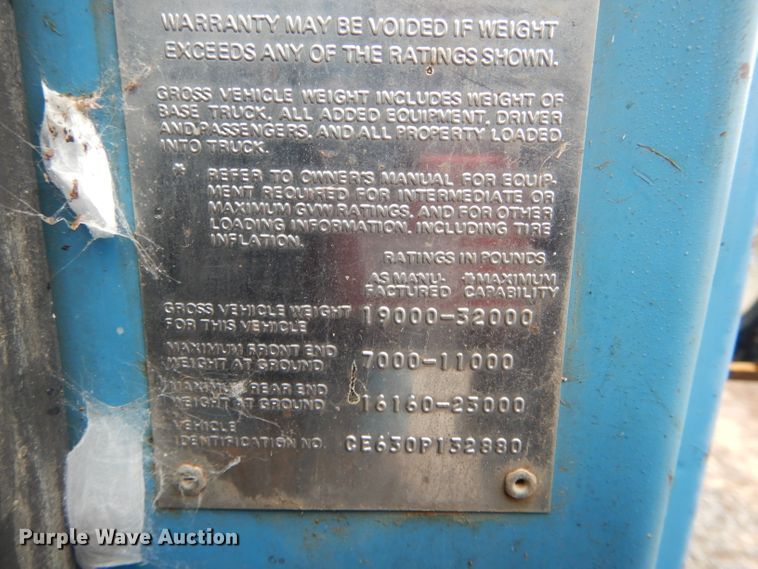 WARRANTY MAY BE VOIDED IF WEIGHT
EXCEEDS ANY OF THE RATINGS SHOWN.
GROSS VEHICLE WEIGHT INCLUDES WEIGHT OF
BASE TRUCK, ALL ADDED EQUIPMENT, DRIVER
AND PASSENGERS, AND ALL PROPERTY LOADED
INTO TRUCK.
* REFER TO OWNER'S MANUAL FOR EQUIP-
MENT REQUIRED FOR INTERMEDIATE OR
MAXIMUM GVW RATINGS, AND FOR OTHER
LOADING INFORMATION, INCLUDING TIRE
INFLATION.
RATINGS IN POUNDS
AS MANU- *MAXIMUM
FACTURED CAPABILITY
GROSS VEHICLE WEIGHT
FOR THIS VEHICLE 19000-32000
MAXIMUM FRONT END
WEIGHT AT GROUND 7000-11000
MAXIMUM REAR END
WEIGHT AT GROUND 16160-23000
VEHICLE
IDENTIFICATION NO. CE630P132880
Purple Wave Auction